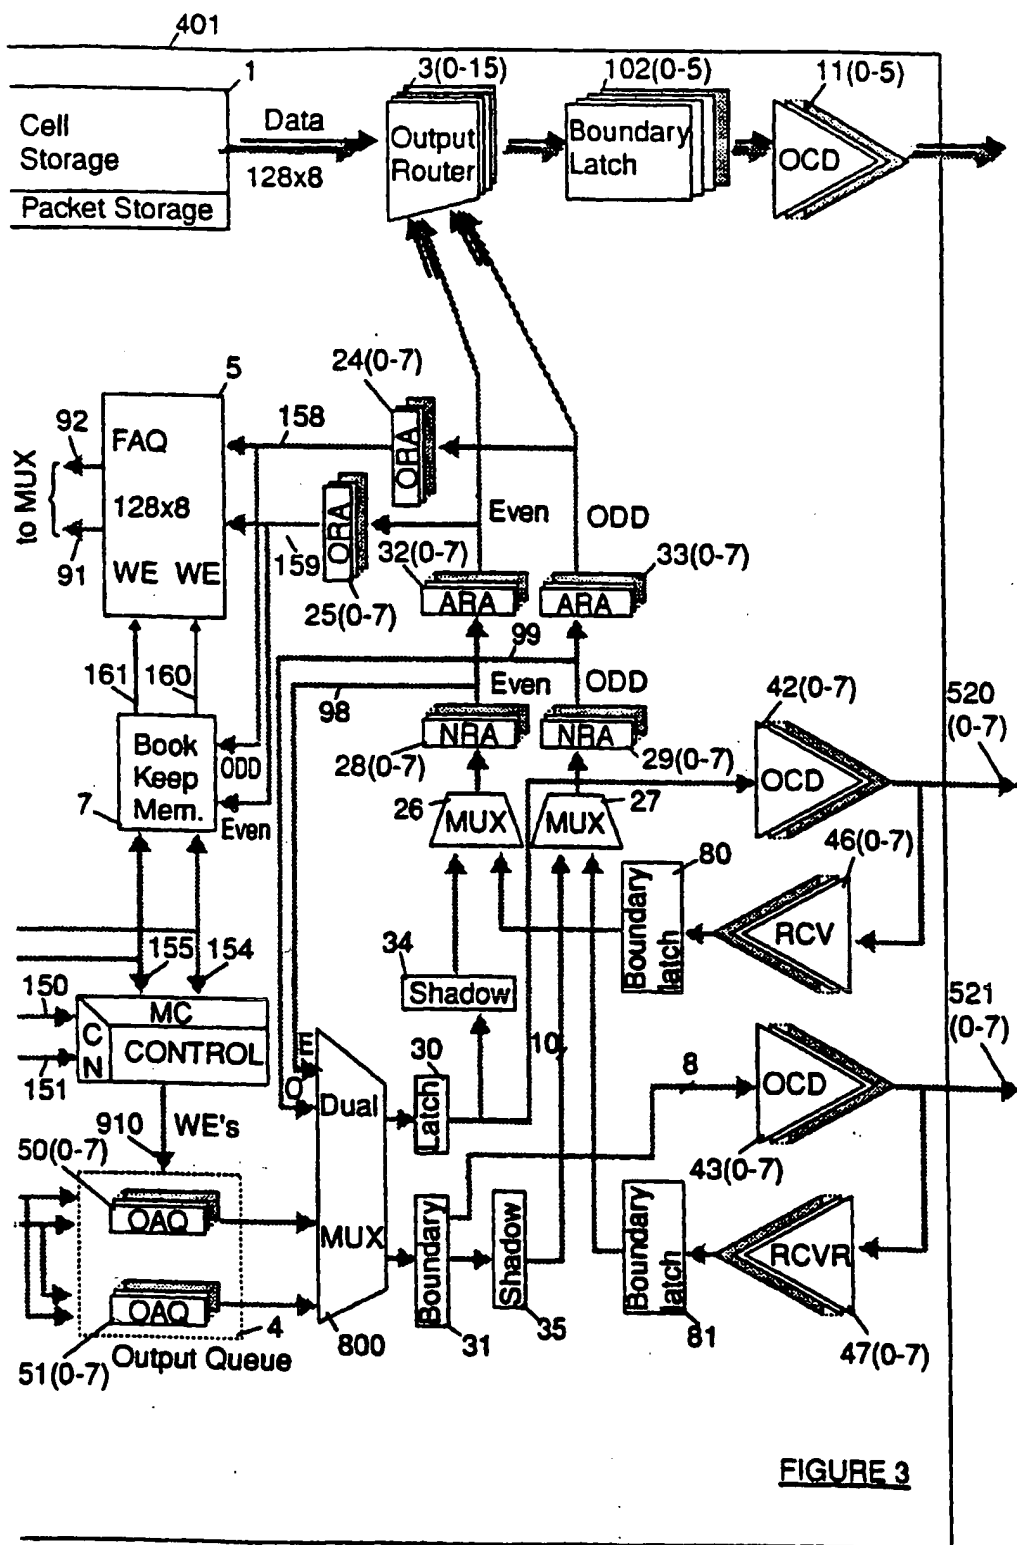 401
1
3(0-15)
102(0-5)
11(0-5)
Cell
Storage
Packet Storage
Data
128x8
Output
Router
Boundary
Latch
OCD
24(0-7)
5
92
158
FAQ
ORA
to MUX
128x8
Even
ODD
91
WE WE
159
ORA
32(0-7)
33(0-7)
25(0-7)
ARA
ARA
99
161
160
Even
ODD
98
42(0-7)
520
(0-7)
NRA
NRA
Book
Keep
Mem.
ODD
28(0-7)
29(0-7)
OCD
7
Even
26
27
MUX
MUX
80
46(0-7)
Boundary
latch
RCV
155
154
34
150
Shadow
521
(0-7)
MC
C
N
CONTROL
151
E
O
30
10
8
OCD
Dual
Latch
910
WE's
50(0-7)
43(0-7)
OAQ
MUX
Boundary
Shadow
Boundary
latch
RCVR
OAQ
4
800
31
35
81
51(0-7)
Output Queue
47(0-7)
FIGURE 3